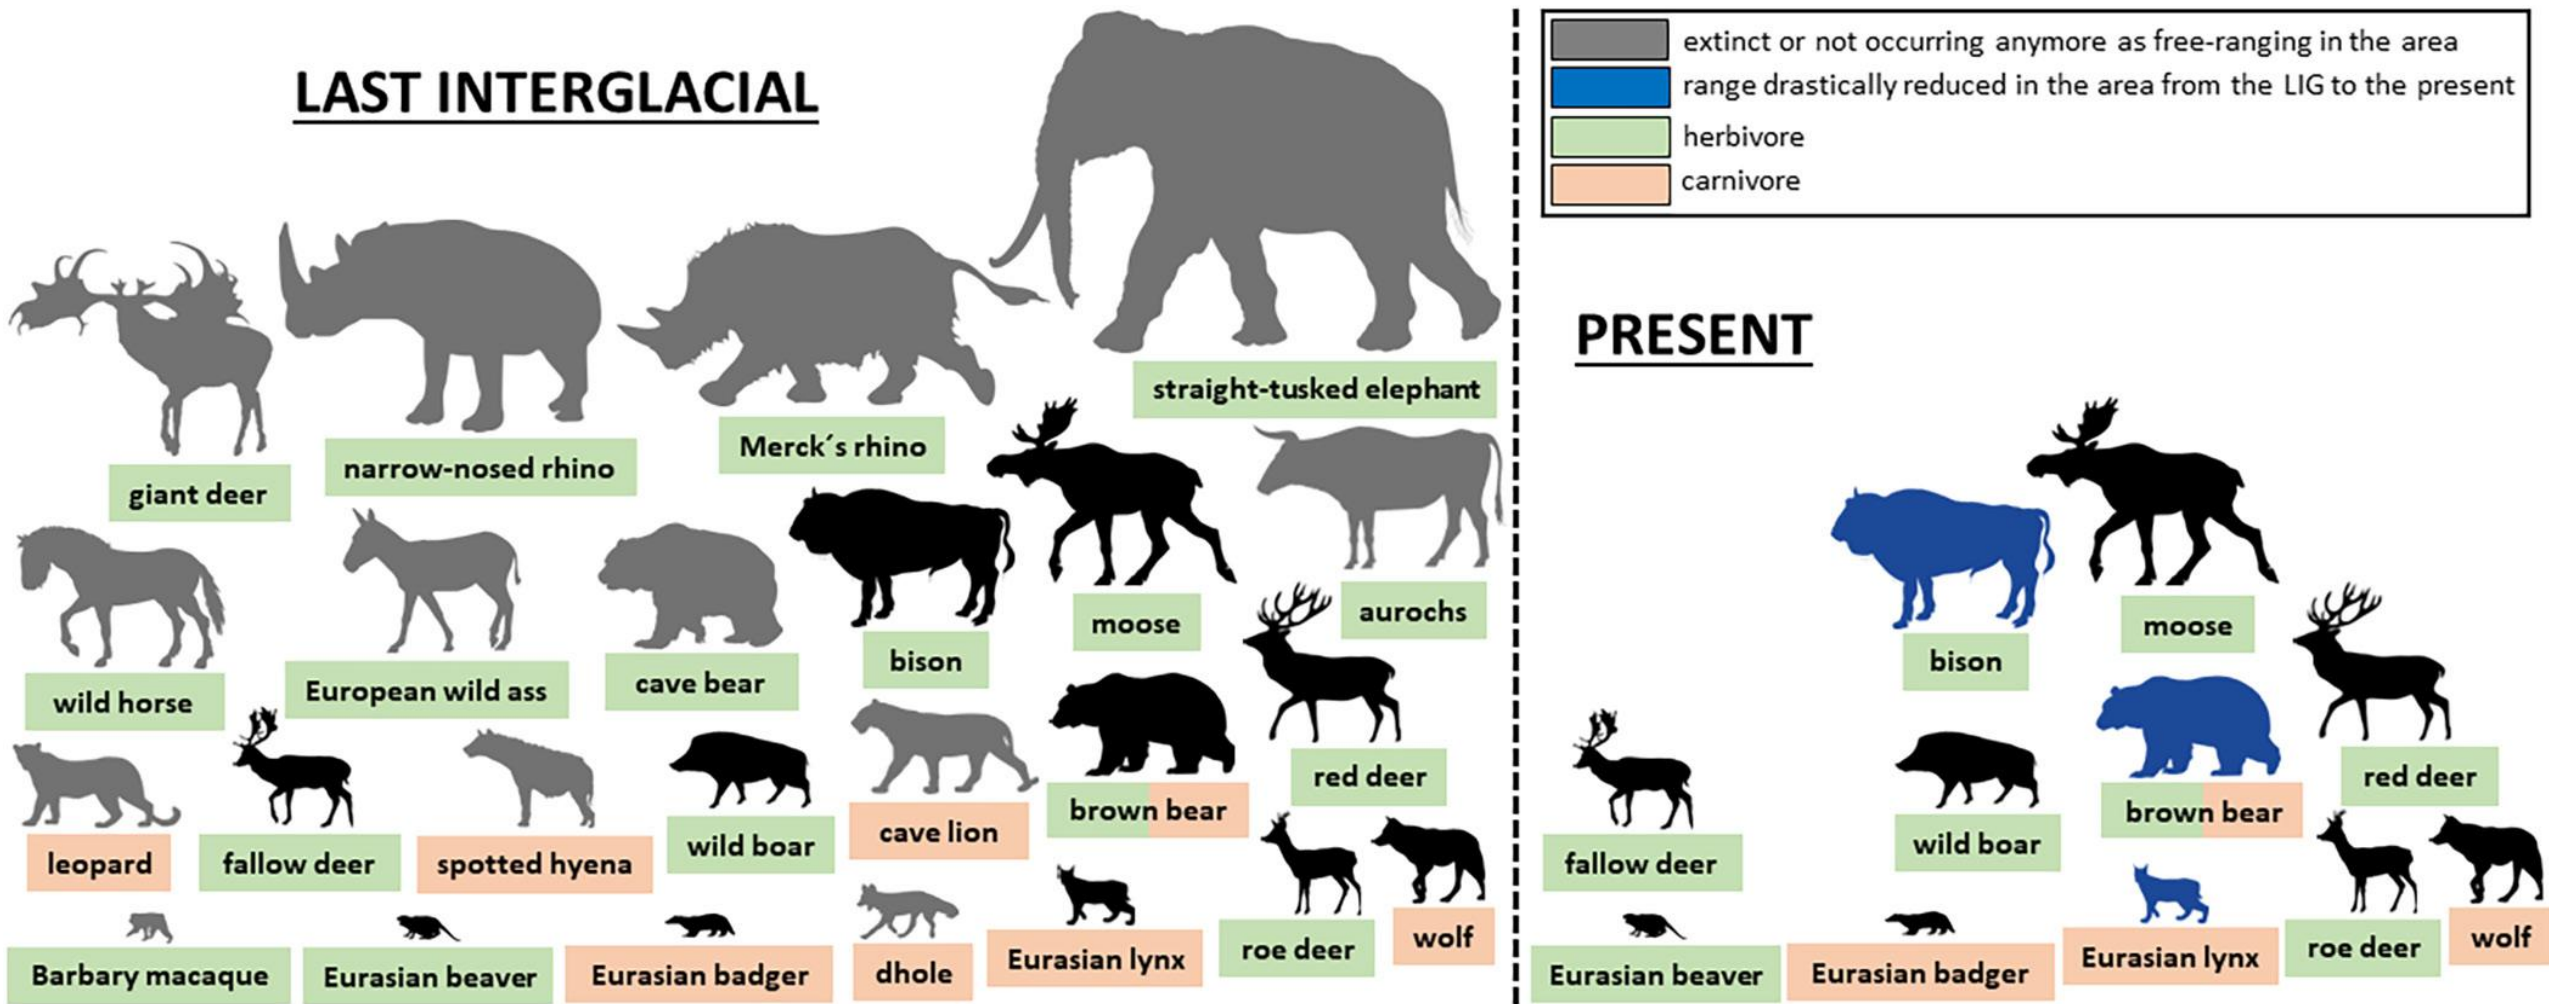 LAST INTERGLACIAL
extinct or not occurring anymore as free-ranging in the area
range drastically reduced in the area from the LIG to the present
herbivore
carnivore
PRESENT
straight-tusked elephant
Merck´s rhino
narrow-nosed rhino
giant deer
aurochs
moose
bison
cave bear
European wild ass
wild horse
red deer
brown bear
cave lion
wild boar
spotted hyena
fallow deer
leopard
Barbary macaque
Eurasian beaver
Eurasian badger
dhole
Eurasian lynx
roe deer
wolf
moose
bison
red deer
brown bear
wild boar
fallow deer
Eurasian beaver
Eurasian badger
Eurasian lynx
roe deer
wolf